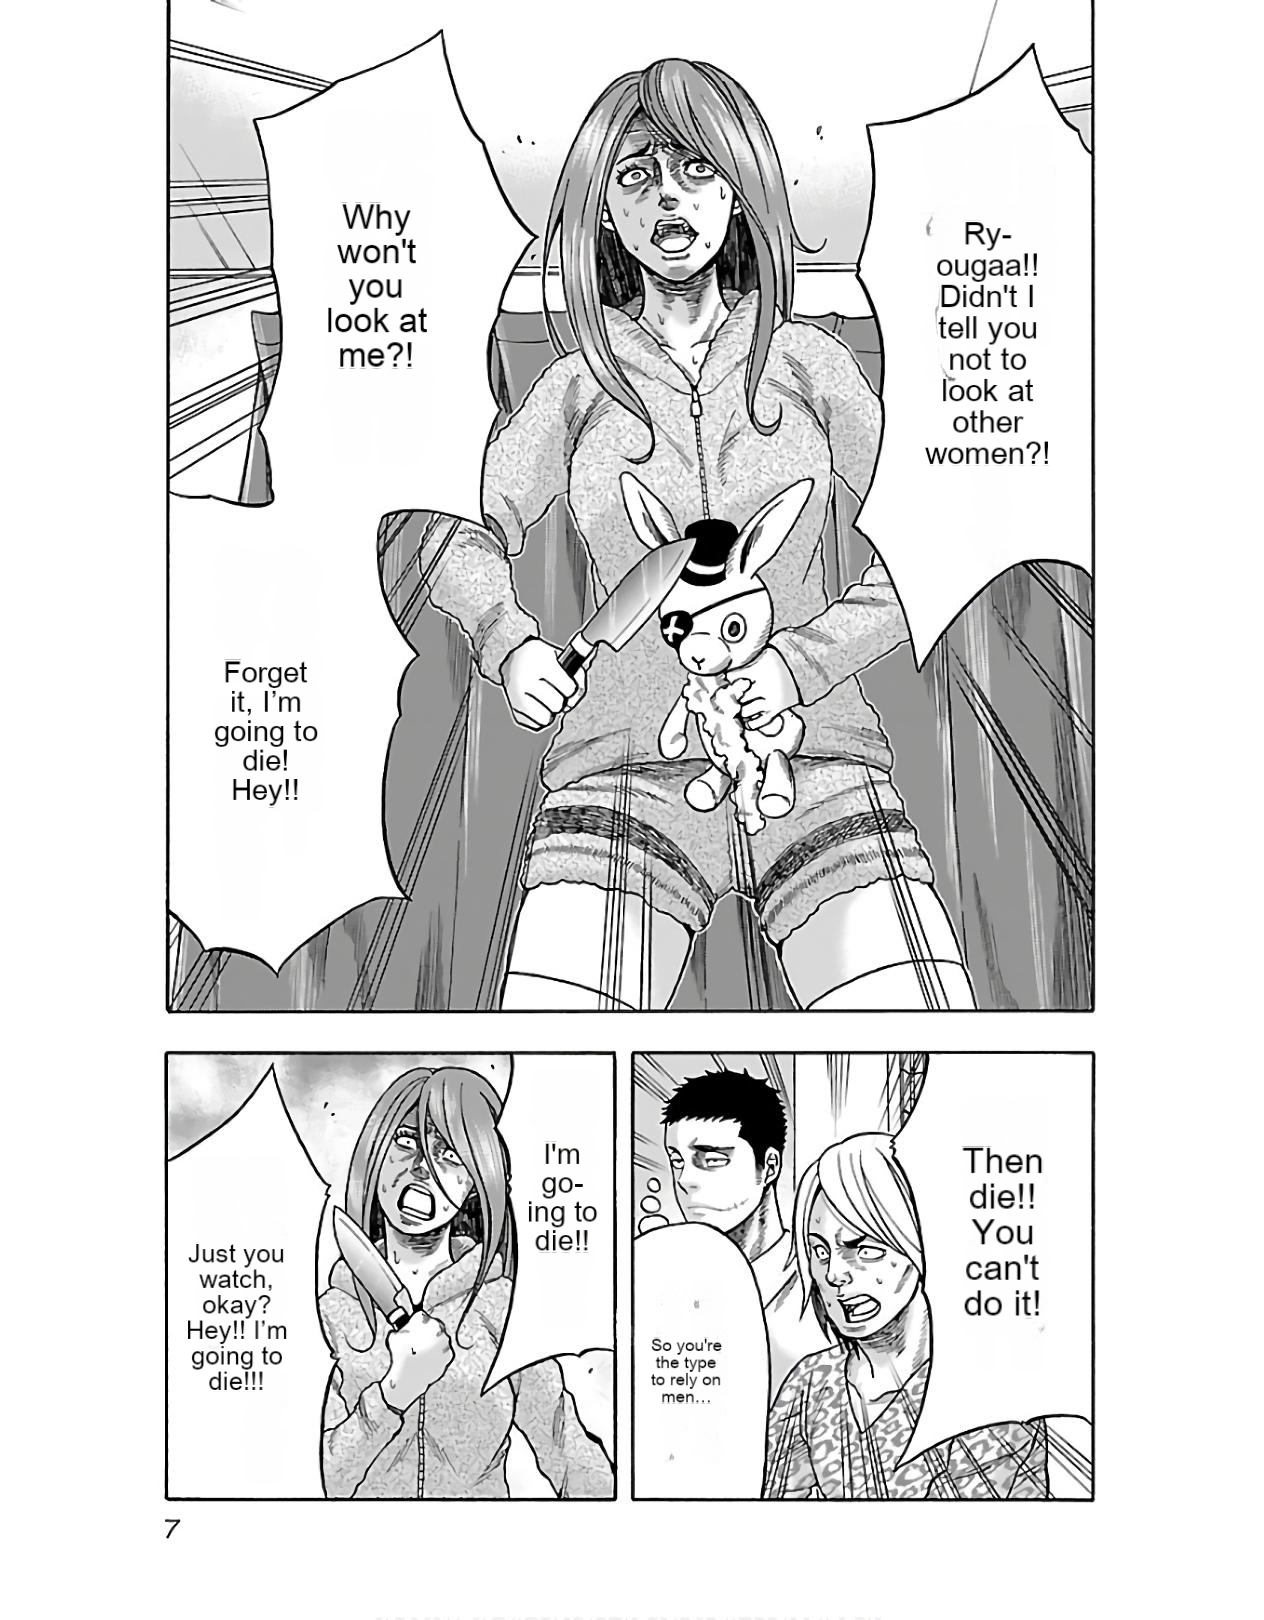 Ry-
ougaa!!
Didn't I
tell you
not to
look at
other
women?!
Why
won't
you
look at
me?!
Forget
it, I’m
going to
die!
Hey!!
Then
die!!
You
can't
do it!
So you're
the type
to rely on
men...
I'm
go-
ing to
die!!
Just you
watch,
okay?
Hey!! I’m
going to
die!!!
7